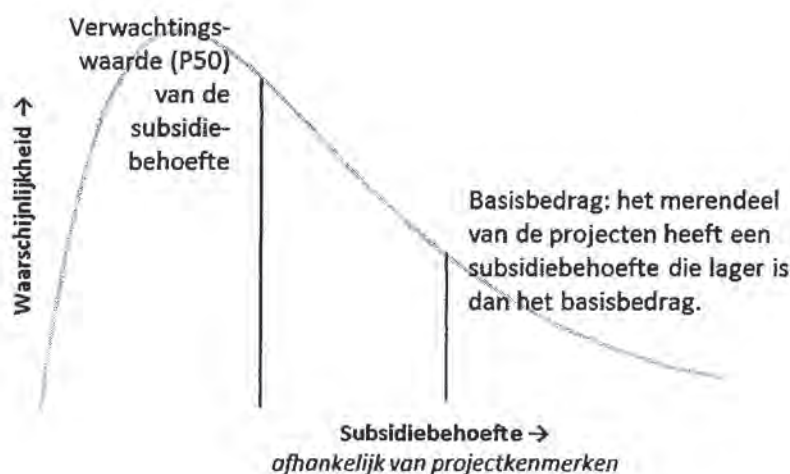 Verwachtings-
waarde (P50)
van de
subsidie-
behoefte
Waarschijnlijkheid →
Basisbedrag: het merendeel
van de projecten heeft een
subsidiebehoefte die lager is
dan het basisbedrag.
Subsidiebehoefte →
afhankelijk van projectkenmerken